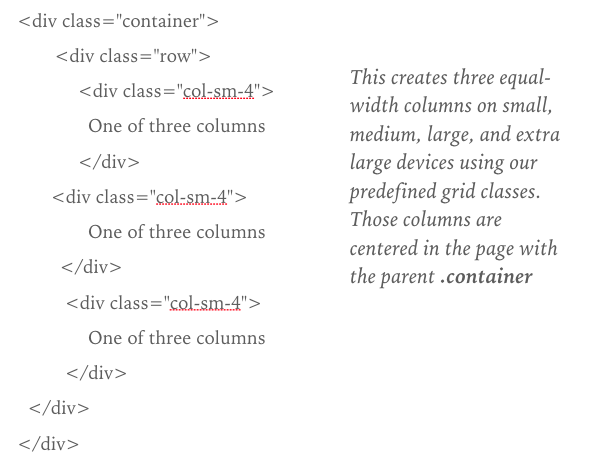 <div class="container">
<div class="row">
<div class="col-sm-4">
One of three columns
</div>
<div class="col-sm-4">
One of three columns
</div>
<div class="col-sm-4">
One of three columns
</div>
</div>
</div>
This creates three equal-
width columns on small,
medium, large, and extra
large devices using our
predefined grid classes.
Those columns are
centered in the page with
the parent .container